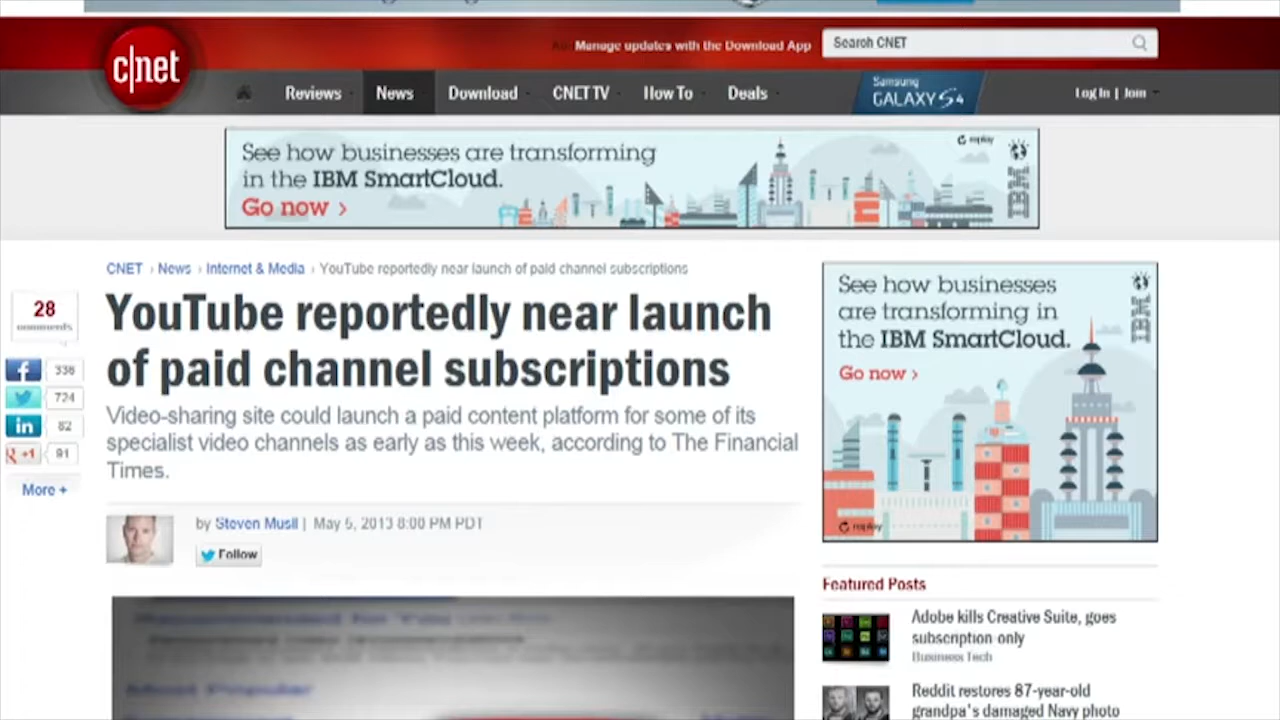 Manage updates with the Download App
Search CNET
c|net
Reviews
News
Download
CNET TV
How To
Deals
Samsung
GALAXY S4
Log In | Join
See how businesses are transforming
in the IBM SmartCloud.
Go now >
replay
IBM
CNET › News › Internet & Media › YouTube reportedly near launch of paid channel subscriptions
28
comments
YouTube reportedly near launch
of paid channel subscriptions
Video-sharing site could launch a paid content platform for some of its
specialist video channels as early as this week, according to The Financial
Times.
338
724
in 82
+1 91
More +
by Steven Musil | May 5, 2013 8:00 PM PDT
Follow
See how businesses
are transforming in
the IBM SmartCloud.
Go now >
IBM
replay
Featured Posts
Adobe kills Creative Suite, goes
subscription-only
Business Tech
Reddit restores 87-year-old
grandpa's damaged Navy photo